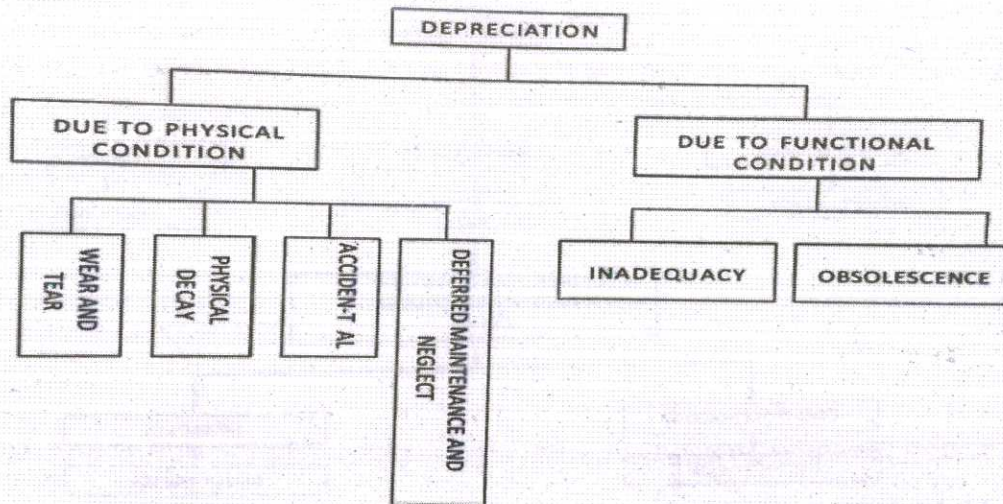 DEPRECIATION
DUE TO PHYSICAL
CONDITION
DUE TO FUNCTIONAL
CONDITION
WEAR AND
TEAR
PHYSICAL
DECAY
ACCIDEN-T AL
DEFERRED MAINTENANCE AND
NEGLECT
INADEQUACY
OBSOLESCENCE